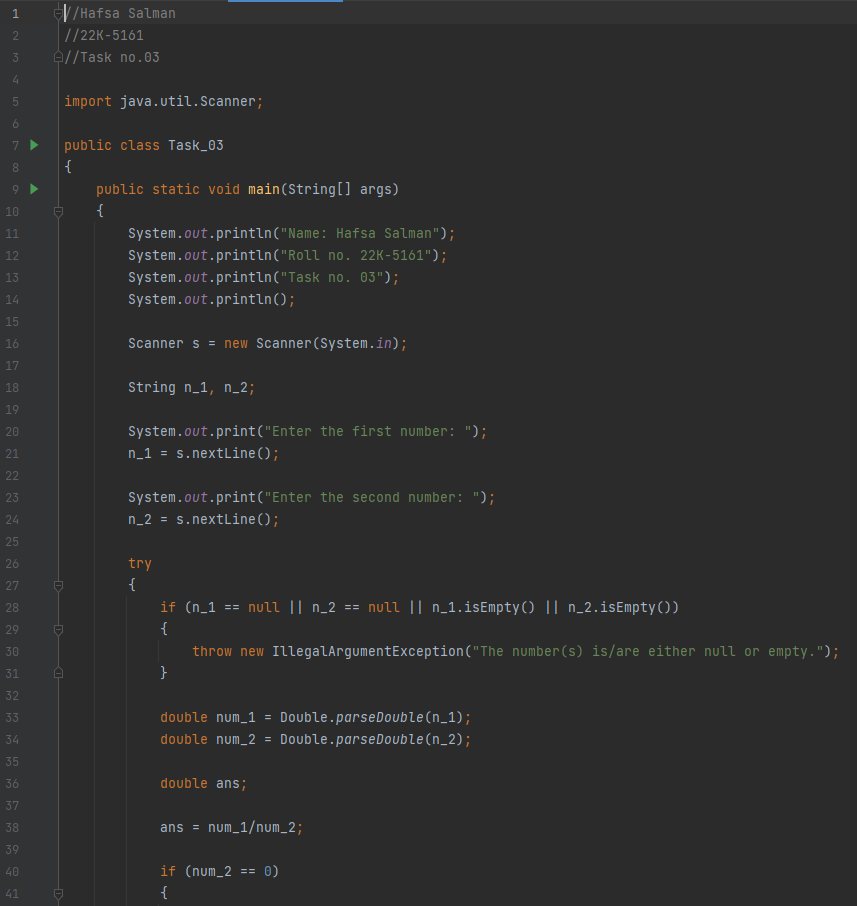 1 //Hafsa Salman
2 //22K-5161
3 //Task no.03
4
5 import java.util.Scanner;
6
7 public class Task_03
8 {
9 public static void main(String[] args)
10 {
11 System.out.println("Name: Hafsa Salman");
12 System.out.println("Roll no. 22K-5161");
13 System.out.println("Task no. 03");
14 System.out.println();
15
16 Scanner s = new Scanner(System.in);
17
18 String n_1, n_2;
19
20 System.out.print("Enter the first number: ");
21 n_1 = s.nextLine();
22
23 System.out.print("Enter the second number: ");
24 n_2 = s.nextLine();
25
26 try
27 {
28 if (n_1 == null || n_2 == null || n_1.isEmpty() || n_2.isEmpty())
29 {
30 throw new IllegalArgumentException("The number(s) is/are either null or empty.");
31 }
32
33 double num_1 = Double.parseDouble(n_1);
34 double num_2 = Double.parseDouble(n_2);
35
36 double ans;
37
38 ans = num_1/num_2;
39
40 if (num_2 == 0)
41 {